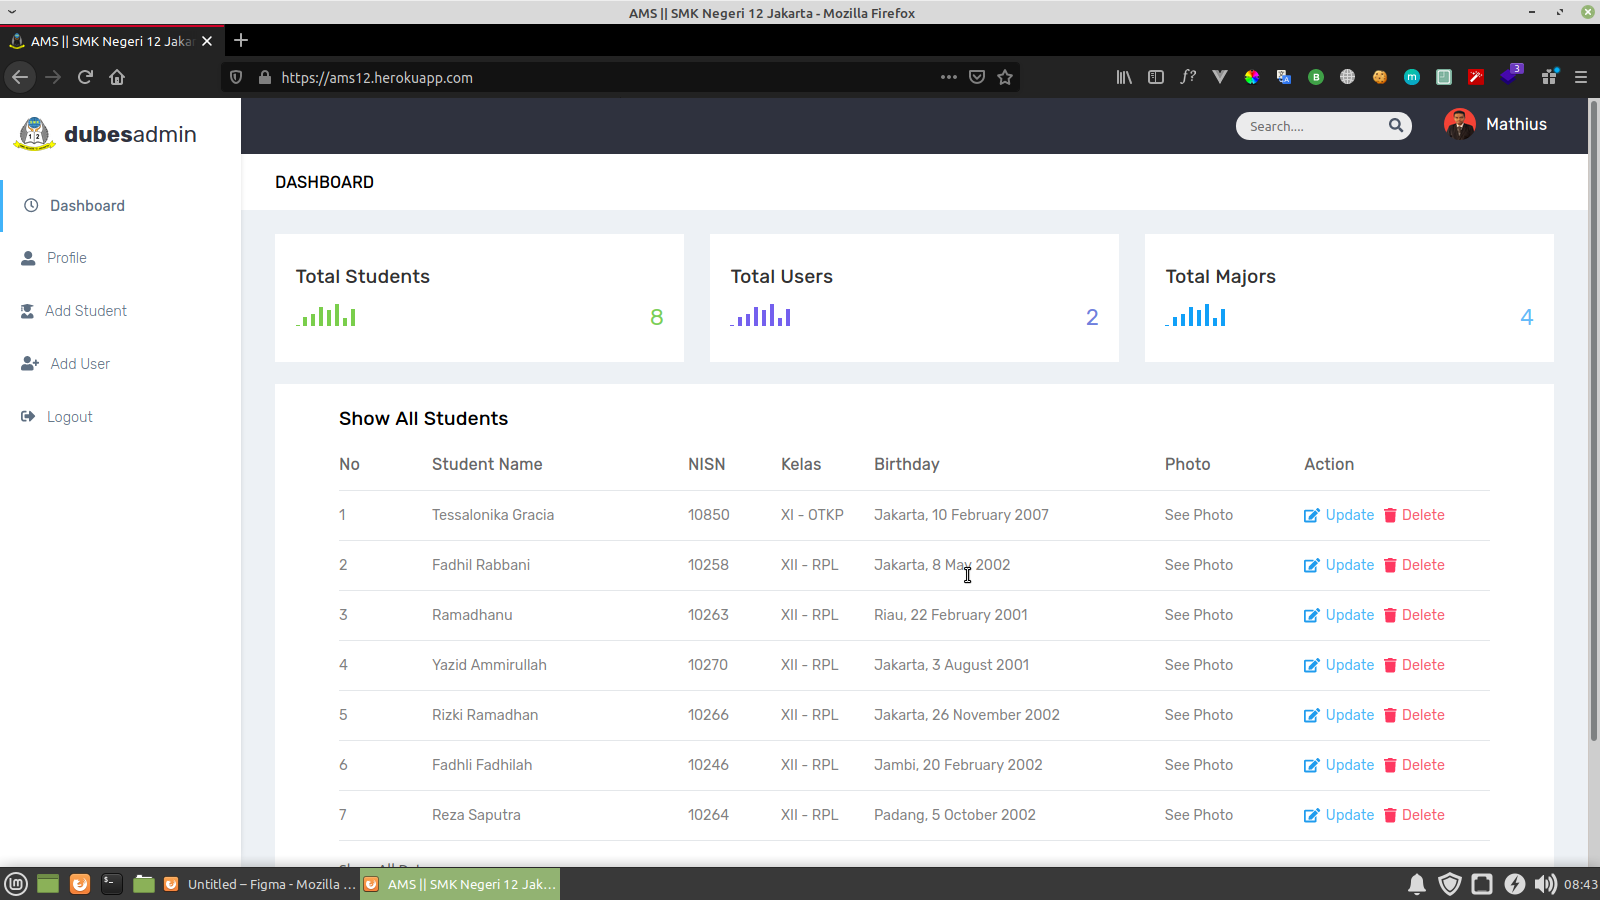 AMS || SMK Negeri 12 Jakarta - Mozilla Firefox
AMS || SMK Negeri 12 Jaka
https://ams12.herokuapp.com
3
dubesadmin
Search....
Mathius
Dashboard
Profile
Add Student
Add User
Logout
DASHBOARD
Total Students
8
Total Users
2
Total Majors
4
Show All Students
No Student Name NISN Kelas Birthday Photo Action
1 Tessalonika Gracia 10850 XI - OTKP Jakarta, 10 February 2007 See Photo Update Delete
2 Fadhil Rabbani 10258 XII - RPL Jakarta, 8 May 2002 See Photo Update Delete
3 Ramadhanu 10263 XII - RPL Riau, 22 February 2001 See Photo Update Delete
4 Yazid Ammirullah 10270 XII - RPL Jakarta, 3 August 2001 See Photo Update Delete
5 Rizki Ramadhan 10266 XII - RPL Jakarta, 26 November 2002 See Photo Update Delete
6 Fadhli Fadhilah 10246 XII - RPL Jambi, 20 February 2002 See Photo Update Delete
7 Reza Saputra 10264 XII - RPL Padang, 5 October 2002 See Photo Update Delete
Untitled – Figma - Mozilla ...
AMS || SMK Negeri 12 Jak...
08:43